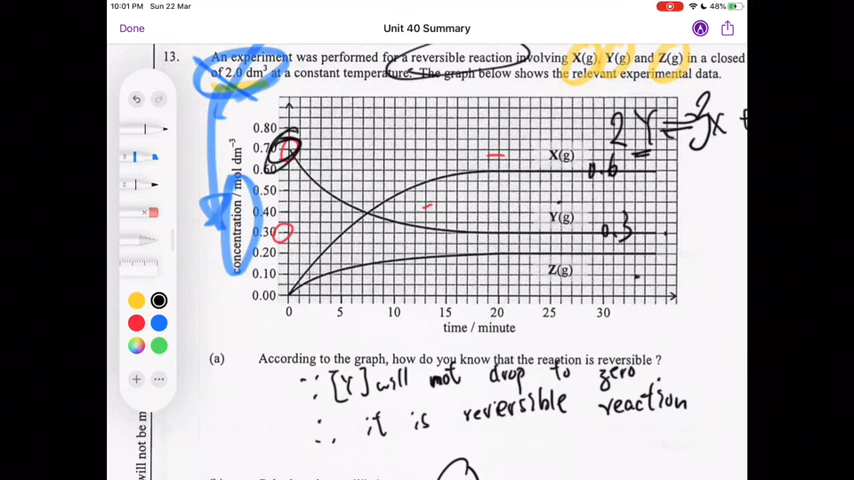 10:01 PM Sun 22 Mar
48%
Done
Unit 40 Summary
13. An experiment was performed for a reversible reaction involving X(g), Y(g) and Z(g) in a closed
of 2.0 dm³ at a constant temperature. The graph below shows the relevant experimental data.
2Y ⇌ 3X +
concentration / mol dm⁻³
0.80
0.70
0.60
0.50
0.40
0.30
0.20
0.10
0.00
X(g)
0.6
Y(g)
0.3
Z(g)
0 5 10 15 20 25 30
time / minute
(a) According to the graph, how do you know that the reaction is reversible ?
∵ [Y] will not drop to zero.
∴ it is reversible reaction
will not be m